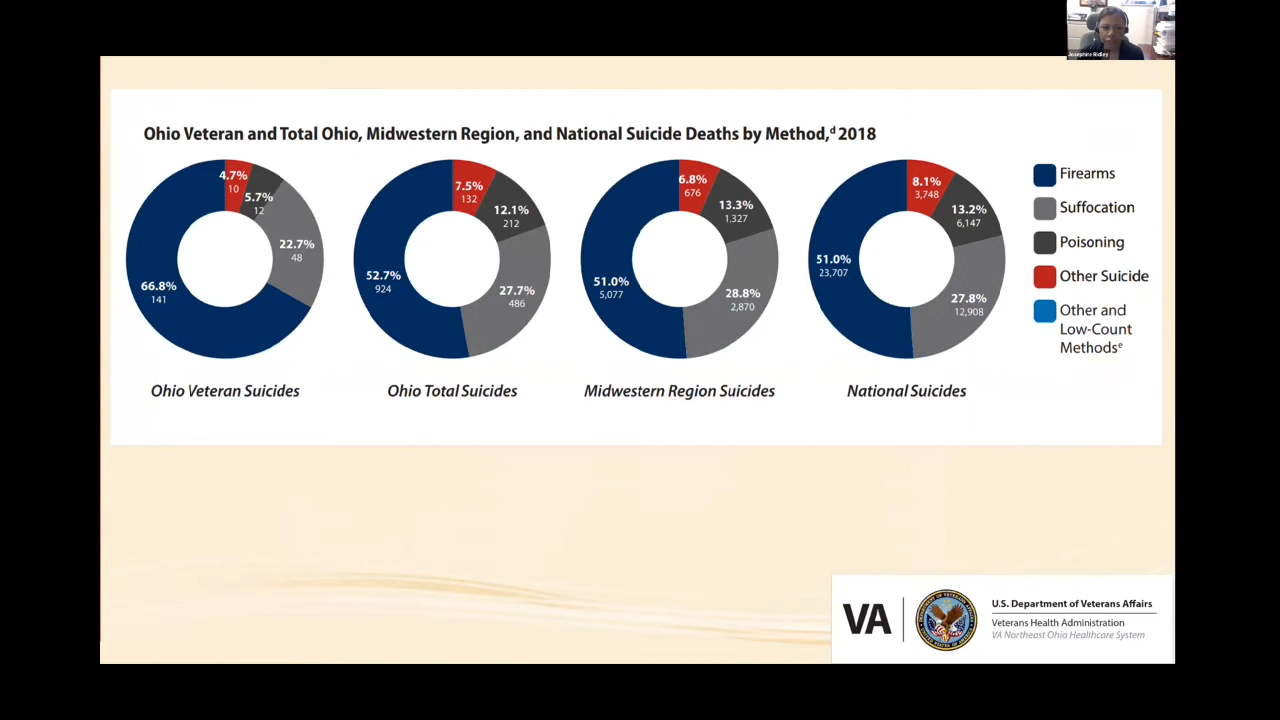 Josephine Ridley
Ohio Veteran and Total Ohio, Midwestern Region, and National Suicide Deaths by Method,ᵈ 2018
4.7%
10
5.7%
12
22.7%
48
66.8%
141
Ohio Veteran Suicides
7.5%
132
12.1%
212
27.7%
486
52.7%
924
Ohio Total Suicides
6.8%
676
13.3%
1,327
28.8%
2,870
51.0%
5,077
Midwestern Region Suicides
8.1%
3,748
13.2%
6,147
27.8%
12,908
51.0%
23,707
National Suicides
Firearms
Suffocation
Poisoning
Other Suicide
Other and
Low-Count
Methodsᵉ
VA
U.S. Department of Veterans Affairs
Veterans Health Administration
VA Northeast Ohio Healthcare System